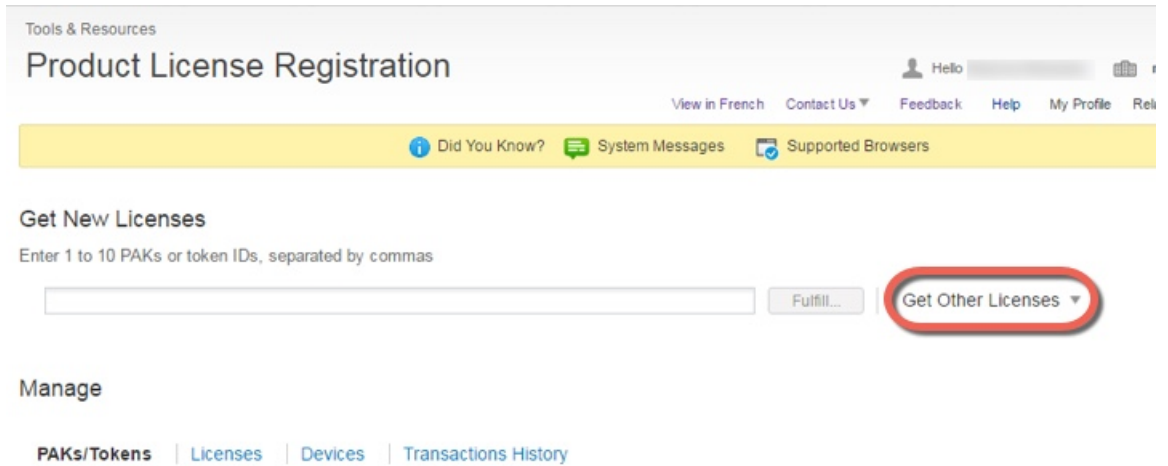 Tools & Resources
Product License Registration
Hello
View in French Contact Us Feedback Help My Profile
Did You Know? System Messages Supported Browsers
Get New Licenses
Enter 1 to 10 PAKs or token IDs, separated by commas
Fulfill... Get Other Licenses
Manage
PAKs/Tokens Licenses Devices Transactions History